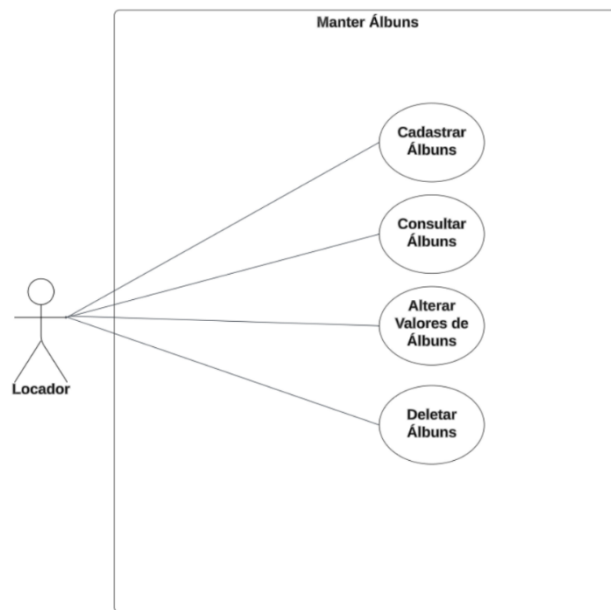 Manter Álbuns
Cadastrar
Álbuns
Consultar
Álbuns
Alterar
Valores de
Álbuns
Locador
Deletar
Álbuns